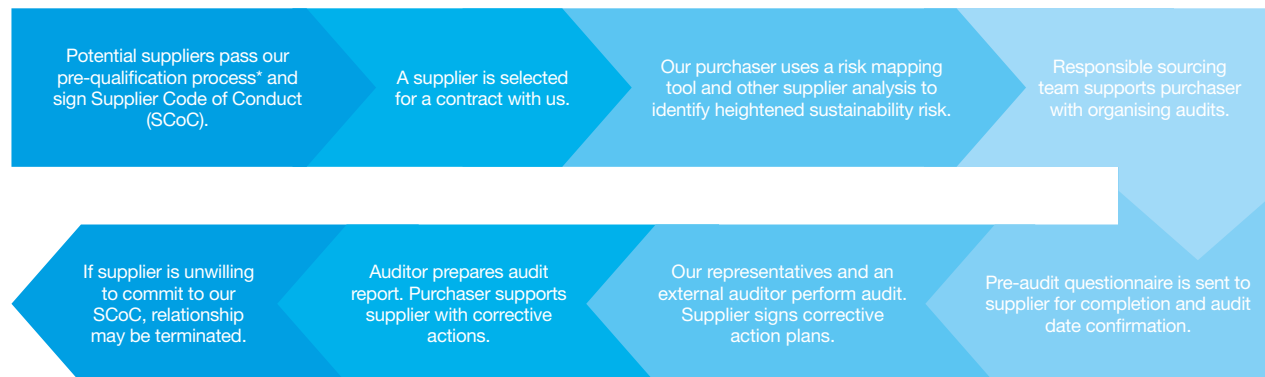 Potential suppliers pass our
pre-qualification process* and
sign Supplier Code of Conduct
(SCoC).
A supplier is selected
for a contract with us.
Our purchaser uses a risk mapping
tool and other supplier analysis to
identify heightened sustainability risk.
Responsible sourcing
team supports purchaser
with organising audits.
Pre-audit questionnaire is sent to
supplier for completion and audit
date confirmation.
Our representatives and an
external auditor perform audit.
Supplier signs corrective
action plans.
Auditor prepares audit
report. Purchaser supports
supplier with corrective
actions.
If supplier is unwilling
to commit to our
SCoC, relationship
may be terminated.